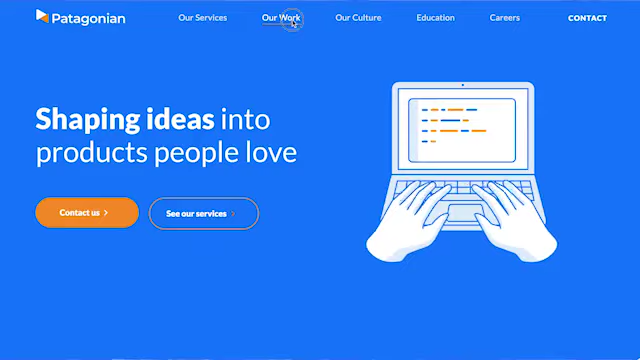 Patagonian
Our Services
Our Work
Our Culture
Education
Careers
CONTACT
Shaping ideas into
products people love
Contact us
See our services